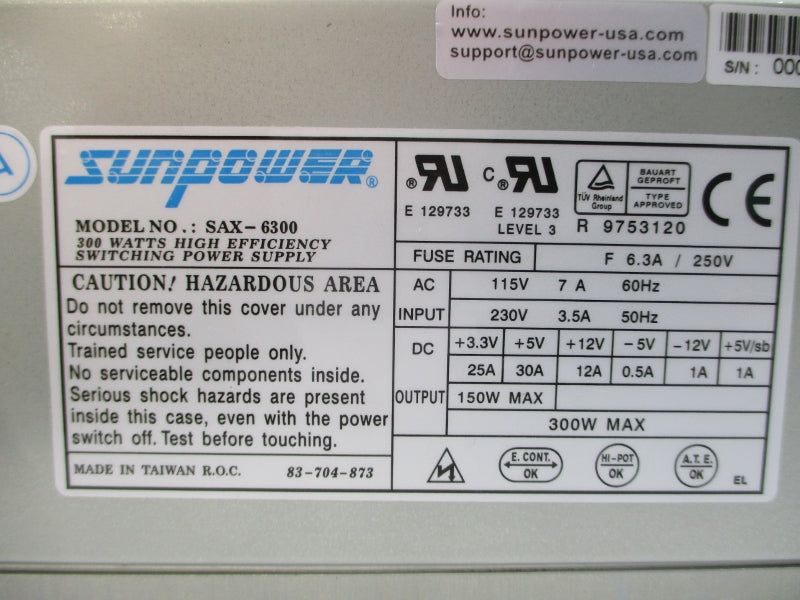 Info:
www.sunpower-usa.com
support@sunpower-usa.com
S/N: 000
A
SUNPOWER®
MODEL NO.: SAX-6300
300 WATTS HIGH EFFICIENCY
SWITCHING POWER SUPPLY
CAUTION! HAZARDOUS AREA
Do not remove this cover under any
circumstances.
Trained service people only.
No serviceable components inside.
Serious shock hazards are present
inside this case, even with the power
switch off. Test before touching.
MADE IN TAIWAN R.O.C. 83-704-873
E 129733
C
E 129733
LEVEL 3
TÜV Rheinland
Group
BAUART
GEPROFT
TYPE
APPROVED
R 9753120
CE
FUSE RATING F 6.3A / 250V
AC 115V 7 A 60Hz
INPUT 230V 3.5A 50Hz
DC +3.3V +5V +12V -5V -12V +5V/sb
25A 30A 12A 0.5A 1A 1A
OUTPUT 150W MAX
300W MAX
E. CONT.
OK
HI-POT
OK
A.T.E.
OK
EL